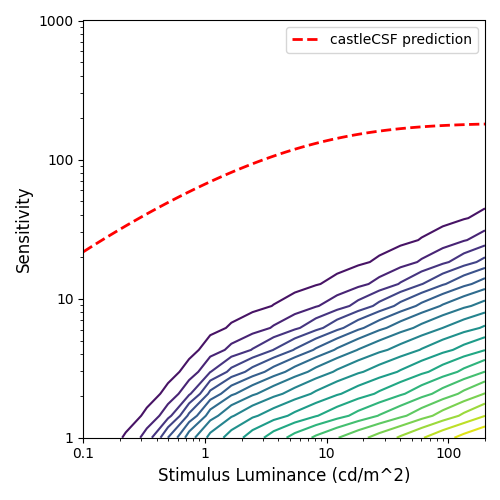 1000
castleCSF prediction
100
Sensitivity
10
1
0.1 1 10 100
Stimulus Luminance (cd/m^2)